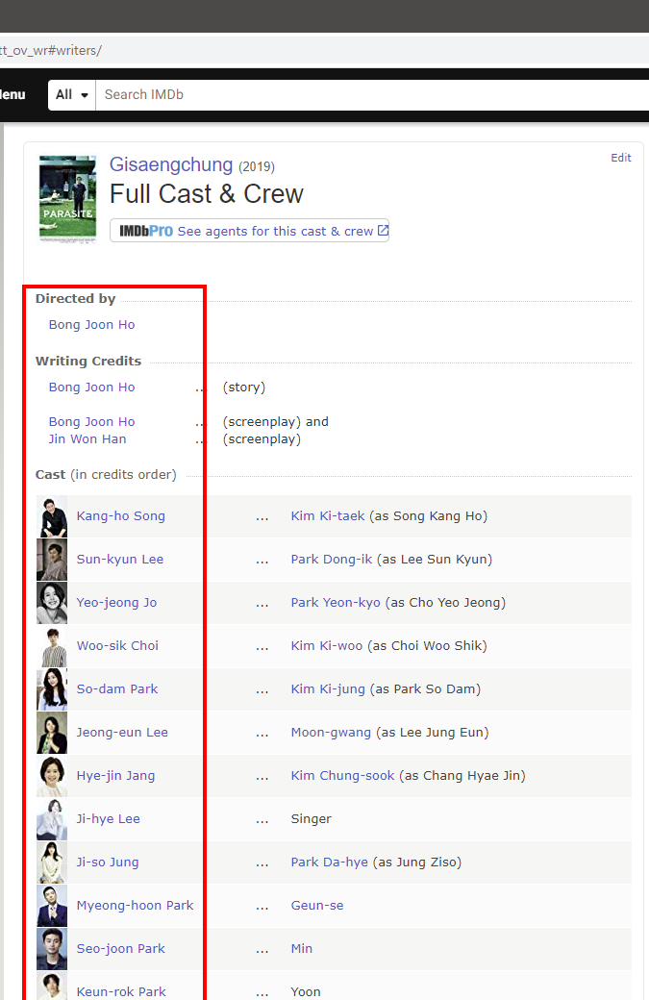 tt_ov_wr#writers/
Menu All Search IMDb
Gisaengchung (2019) Edit
Full Cast & Crew
IMDbPro See agents for this cast & crew
PARASITE
Directed by
Bong Joon Ho
Writing Credits
Bong Joon Ho ... (story)
Bong Joon Ho ... (screenplay) and
Jin Won Han ... (screenplay)
Cast (in credits order)
Kang-ho Song ... Kim Ki-taek (as Song Kang Ho)
Sun-kyun Lee ... Park Dong-ik (as Lee Sun Kyun)
Yeo-jeong Jo ... Park Yeon-kyo (as Cho Yeo Jeong)
Woo-sik Choi ... Kim Ki-woo (as Choi Woo Shik)
So-dam Park ... Kim Ki-jung (as Park So Dam)
Jeong-eun Lee ... Moon-gwang (as Lee Jung Eun)
Hye-jin Jang ... Kim Chung-sook (as Chang Hyae Jin)
Ji-hye Lee ... Singer
Ji-so Jung ... Park Da-hye (as Jung Ziso)
Myeong-hoon Park ... Geun-se
Seo-joon Park ... Min
Keun-rok Park ... Yoon